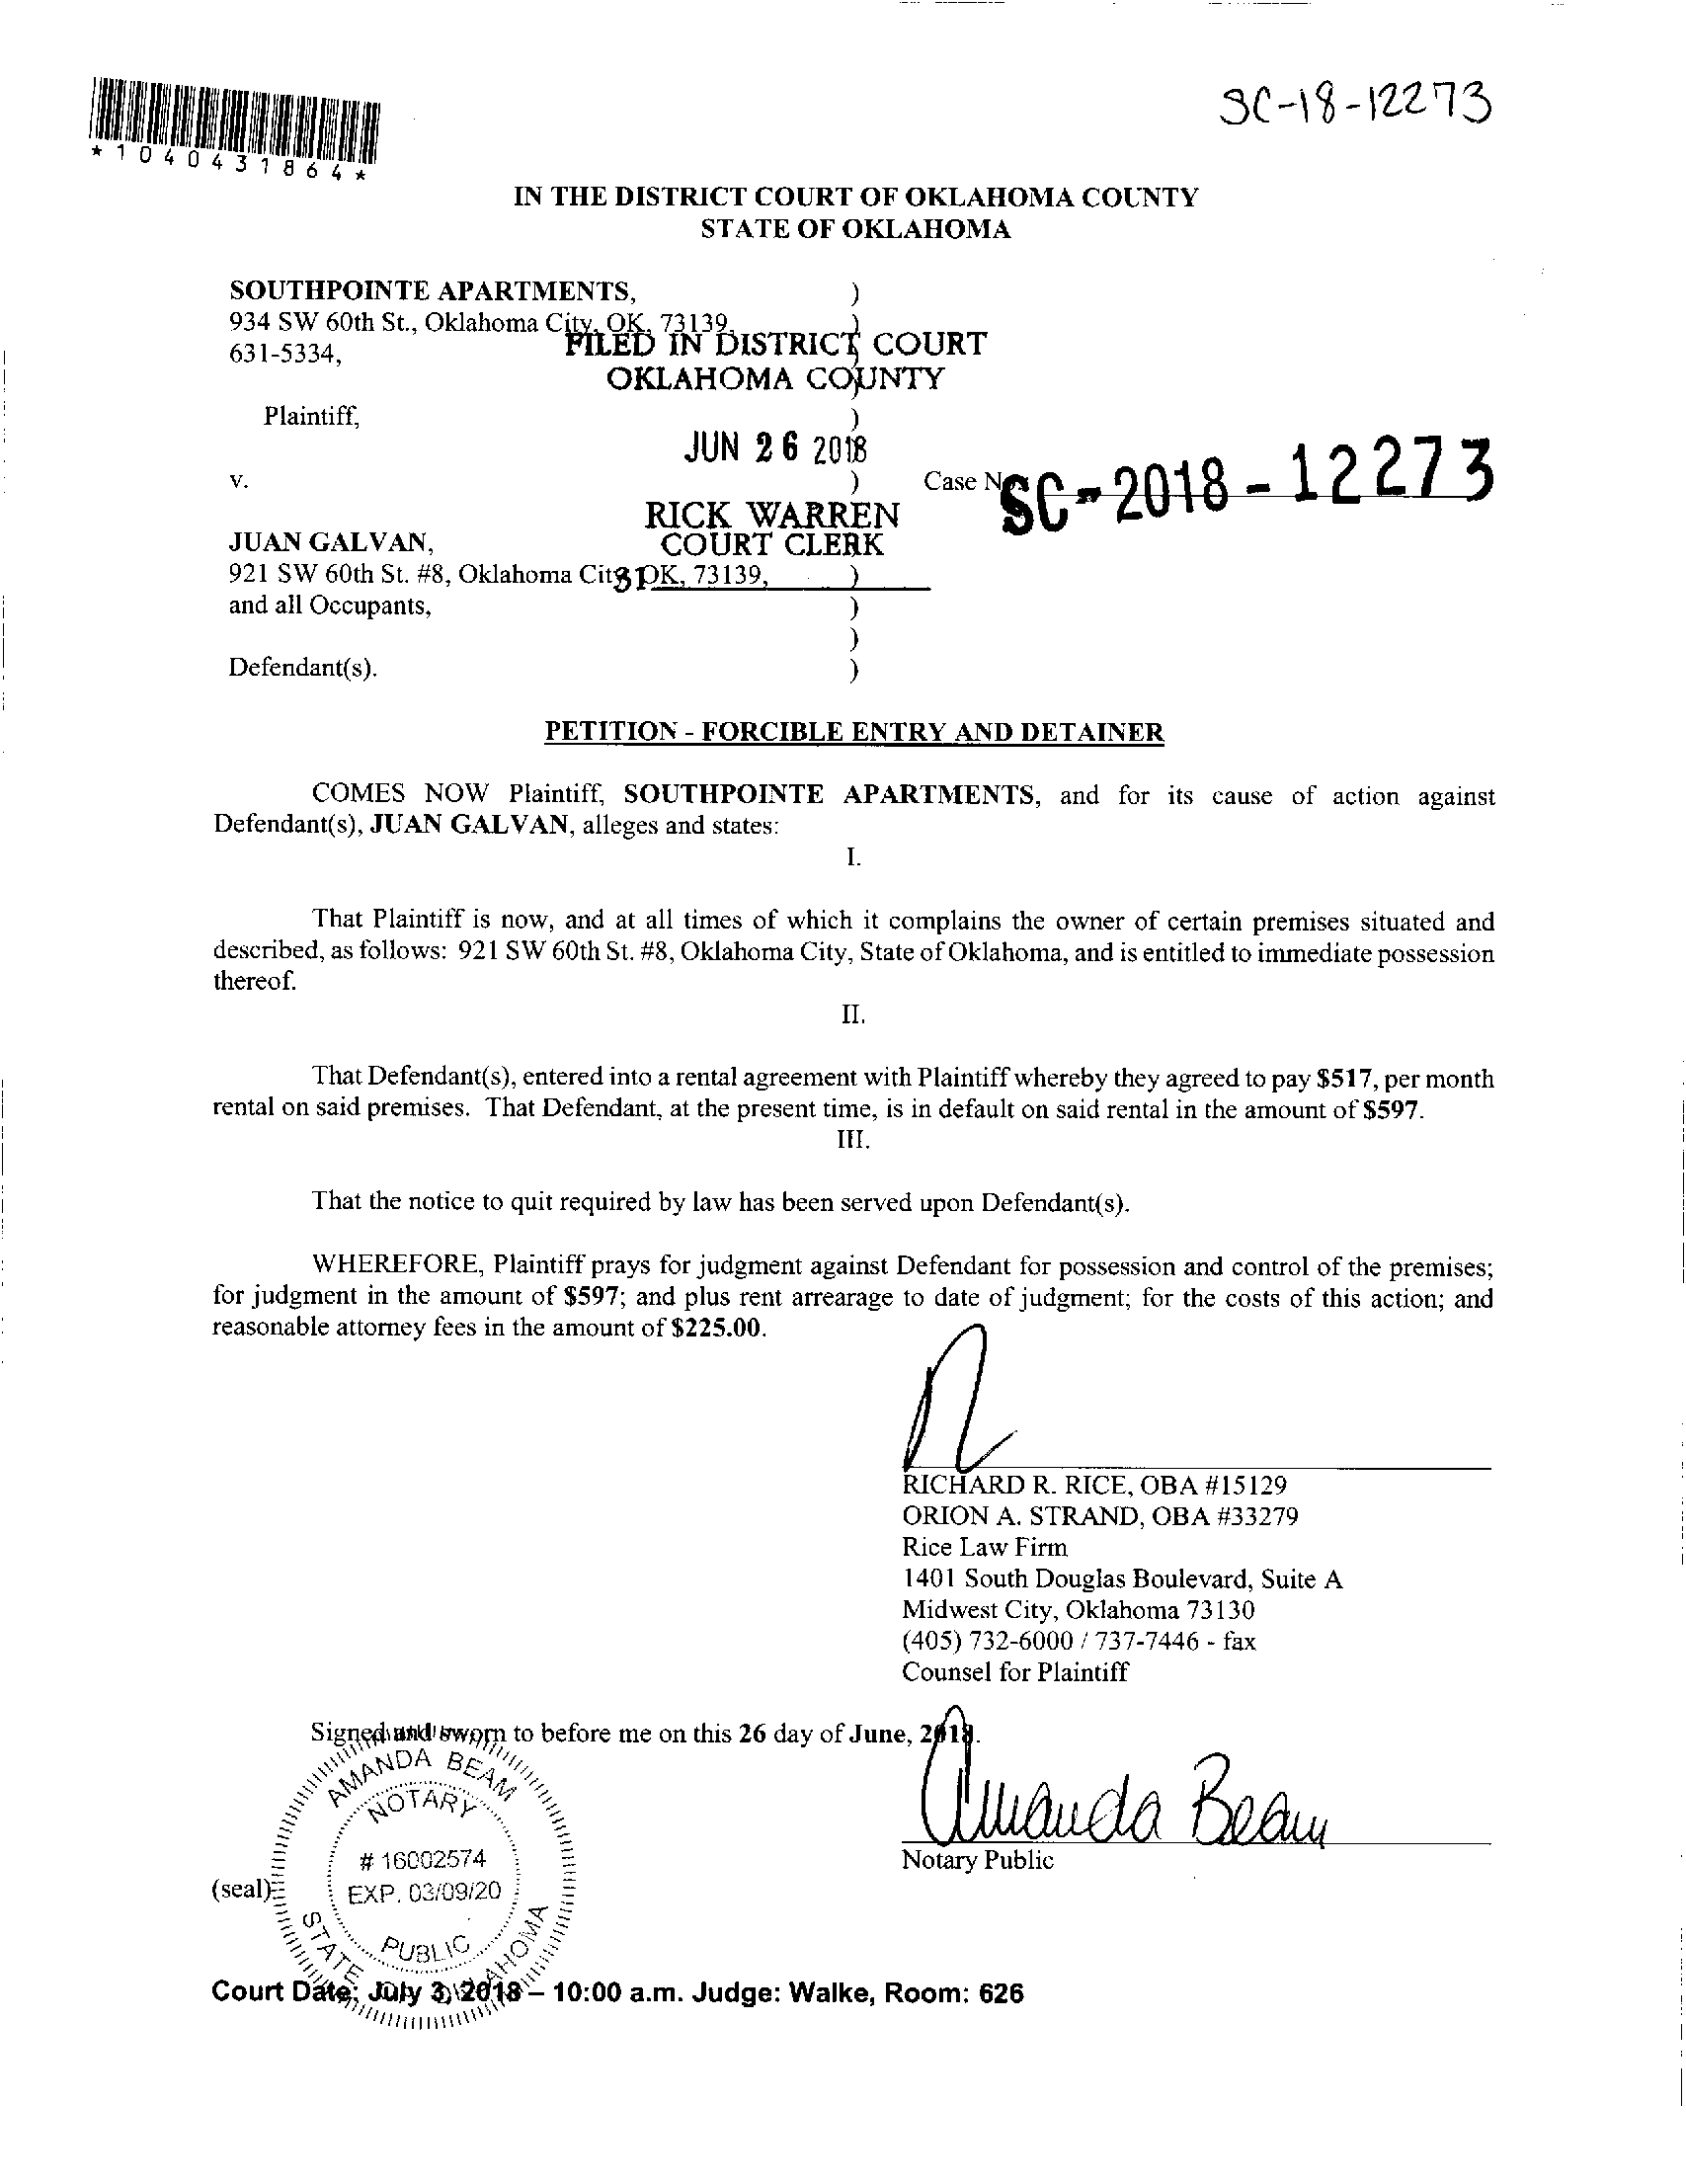 SC-18-12273
*1040431864*
IN THE DISTRICT COURT OF OKLAHOMA COUNTY
STATE OF OKLAHOMA
SOUTHPOINTE APARTMENTS, )
934 SW 60th St., Oklahoma City, OK, 73139, )
631-5334, )
FILED IN DISTRICT COURT
OKLAHOMA COUNTY
)
Plaintiff, )
JUN 26 2018
v. ) Case No.
SC-2018-12273
RICK WARREN
COURT CLERK
JUAN GALVAN,
921 SW 60th St. #8, Oklahoma City OK, 73139, )
31
and all Occupants, )
)
Defendant(s). )
PETITION - FORCIBLE ENTRY AND DETAINER
COMES NOW Plaintiff, SOUTHPOINTE APARTMENTS, and for its cause of action against
Defendant(s), JUAN GALVAN, alleges and states:
I.
That Plaintiff is now, and at all times of which it complains the owner of certain premises situated and
described, as follows: 921 SW 60th St. #8, Oklahoma City, State of Oklahoma, and is entitled to immediate possession
thereof.
II.
That Defendant(s), entered into a rental agreement with Plaintiff whereby they agreed to pay $517, per month
rental on said premises. That Defendant, at the present time, is in default on said rental in the amount of $597.
III.
That the notice to quit required by law has been served upon Defendant(s).
WHEREFORE, Plaintiff prays for judgment against Defendant for possession and control of the premises;
for judgment in the amount of $597; and plus rent arrearage to date of judgment; for the costs of this action; and
reasonable attorney fees in the amount of $225.00.
RICHARD R. RICE, OBA #15129
ORION A. STRAND, OBA #33279
Rice Law Firm
1401 South Douglas Boulevard, Suite A
Midwest City, Oklahoma 73130
(405) 732-6000 / 737-7446 - fax
Counsel for Plaintiff
Signed and sworn to before me on this 26 day of June, 2018.
AMANDA BEAM
NOTARY
# 16002574
EXP. 03/09/20
PUBLIC
STATE OF OKLAHOMA
Amanda Beam
Notary Public
(seal)
Court Date: July 3, 2018 – 10:00 a.m. Judge: Walke, Room: 626